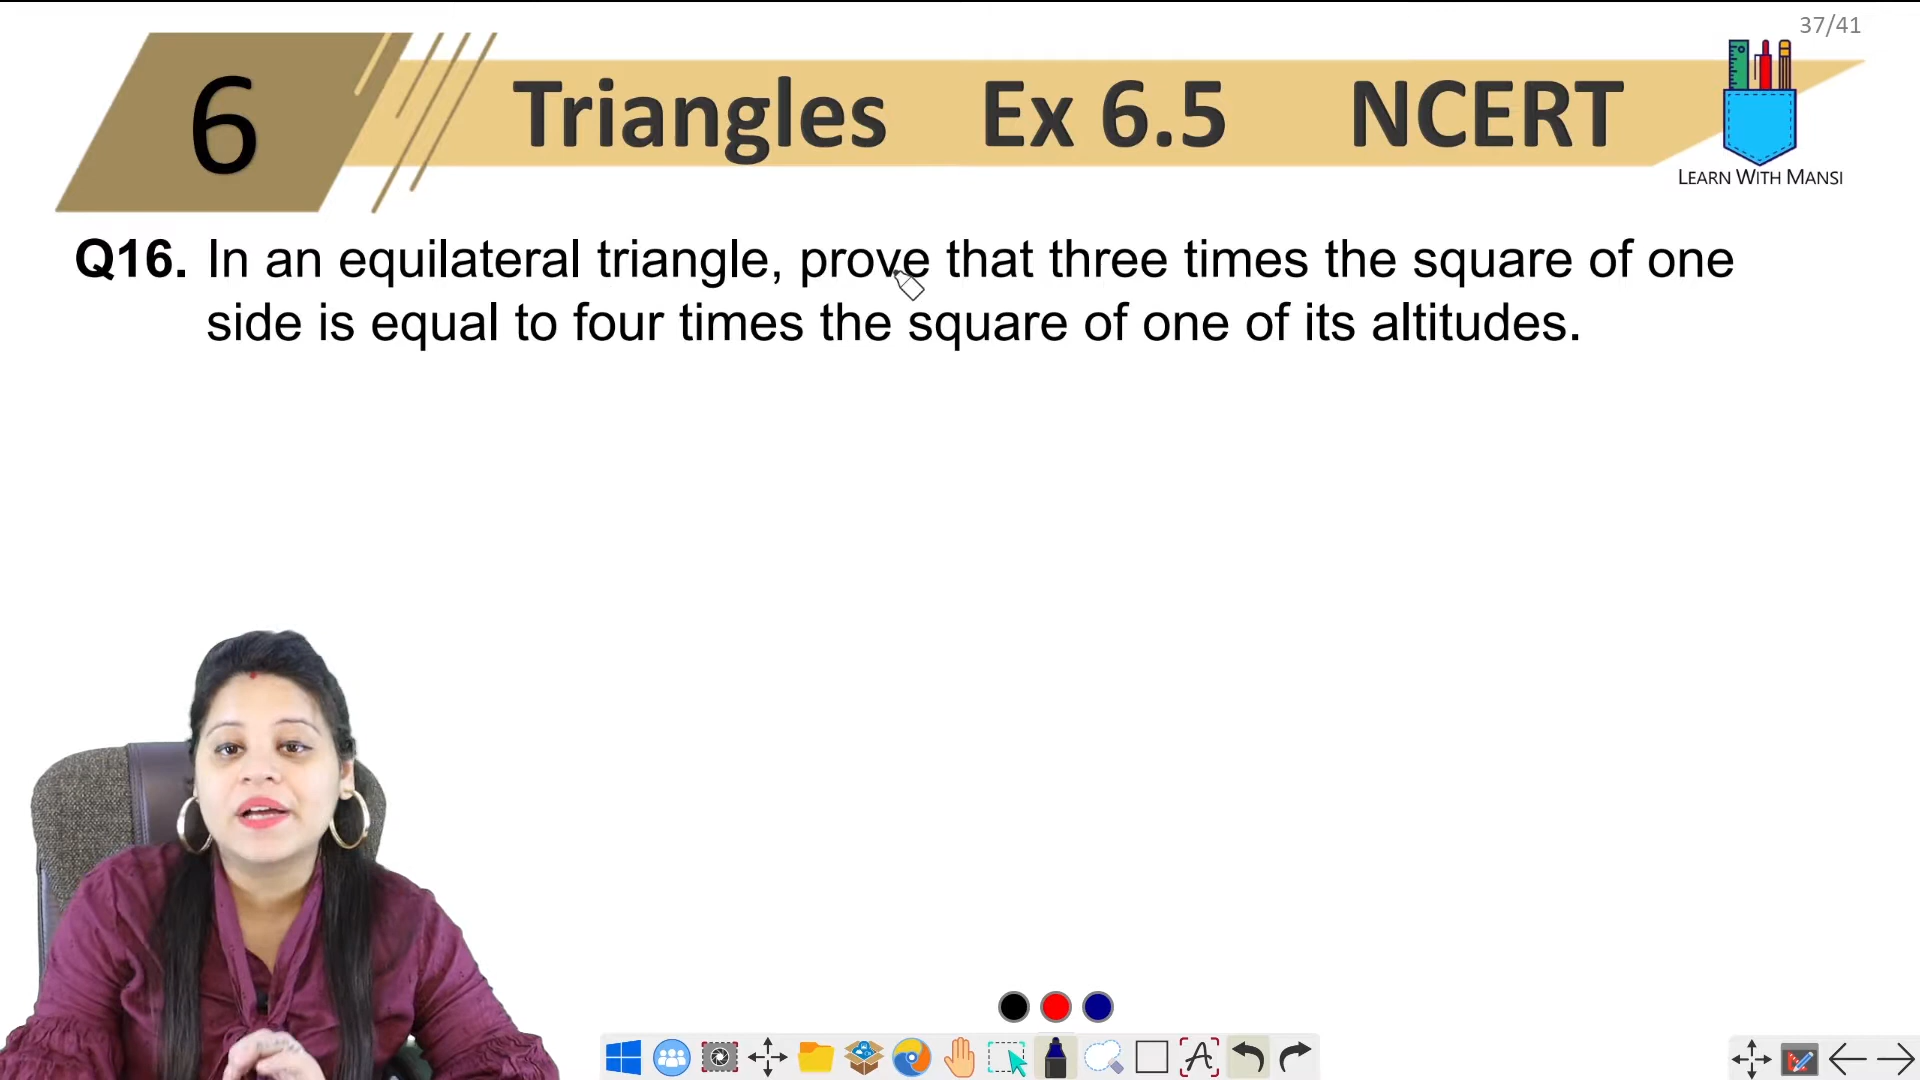 37/41
6
Triangles Ex 6.5 NCERT
LEARN WITH MANSI
Q16. In an equilateral triangle, prove that three times the square of one
side is equal to four times the square of one of its altitudes.